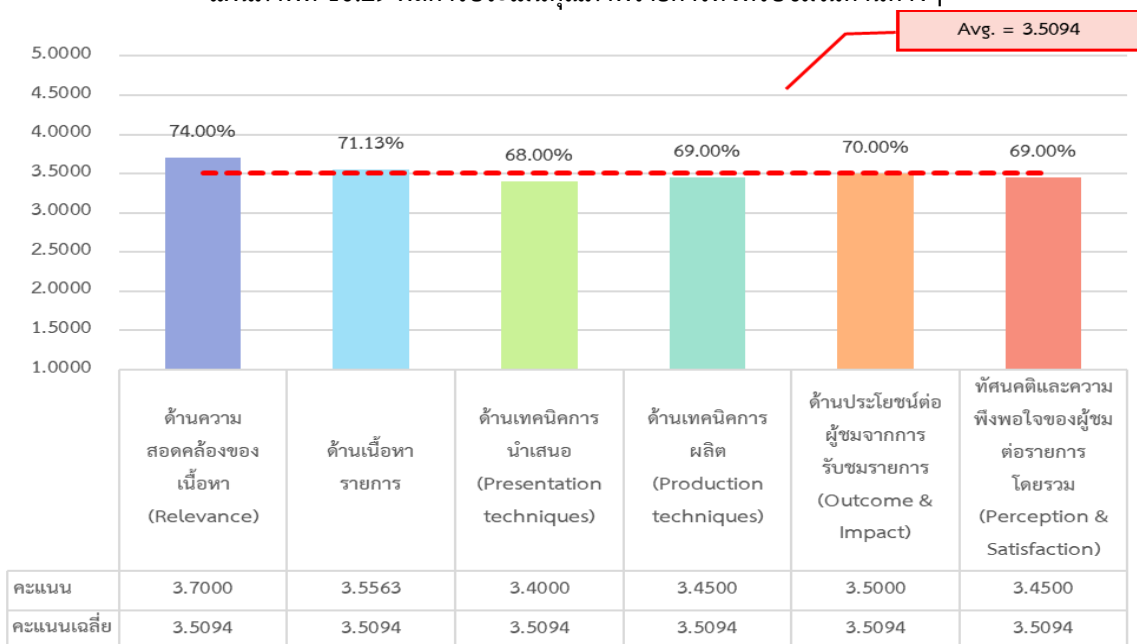 Avg. = 3.5094
5.0000
4.5000
4.0000
3.5000
3.0000
2.5000
2.0000
1.5000
1.0000
74.00%
71.13%
68.00%
69.00%
70.00%
69.00%
ด้านความ
สอดคล้องของ
เนื้อหา
(Relevance)
ด้านเนื้อหา
รายการ
ด้านเทคนิคการ
นำเสนอ
(Presentation
techniques)
ด้านเทคนิคการ
ผลิต
(Production
techniques)
ด้านประโยชน์ต่อ
ผู้ชมจากการ
รับชมรายการ
(Outcome &
Impact)
ทัศนคติและความ
พึงพอใจของผู้ชม
ต่อรายการ
โดยรวม
(Perception &
Satisfaction)
คะแนน 3.7000 3.5563 3.4000 3.4500 3.5000 3.4500
คะแนนเฉลี่ย 3.5094 3.5094 3.5094 3.5094 3.5094 3.5094